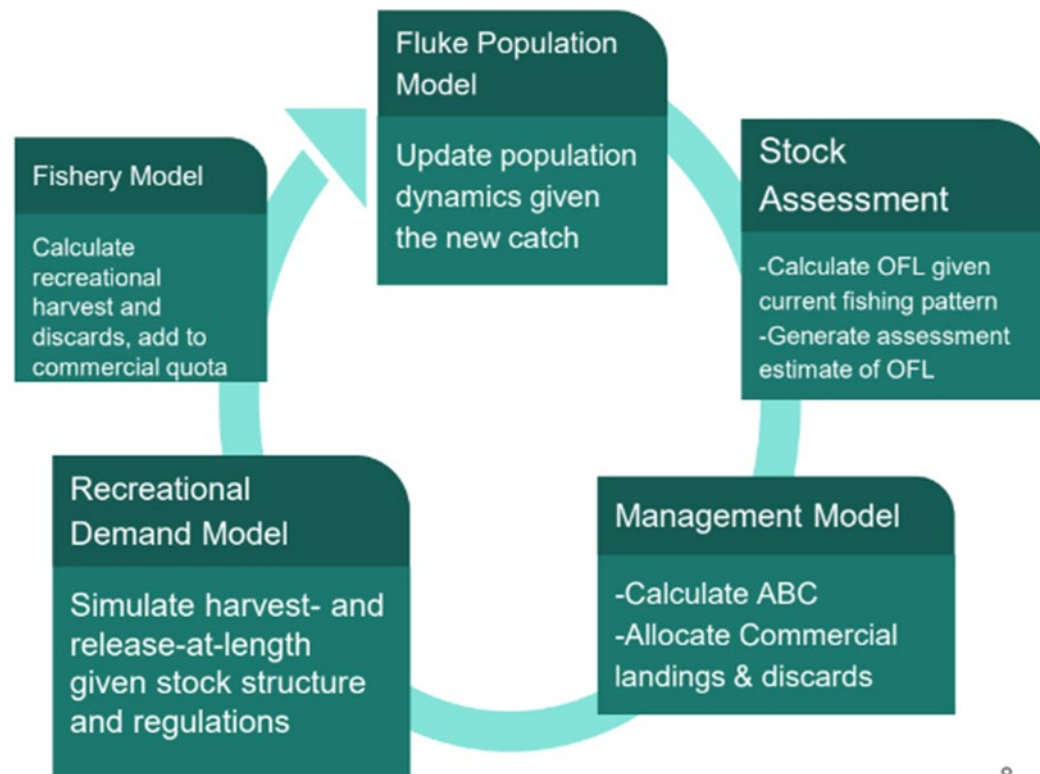 Fluke Population
Model
Update population
dynamics given
the new catch
Stock
Assessment
-Calculate OFL given
current fishing pattern
-Generate assessment
estimate of OFL
Management Model
-Calculate ABC
-Allocate Commercial
landings & discards
Recreational
Demand Model
Simulate harvest- and
release-at-length
given stock structure
and regulations
Fishery Model
Calculate
recreational
harvest and
discards, add to
commercial quota